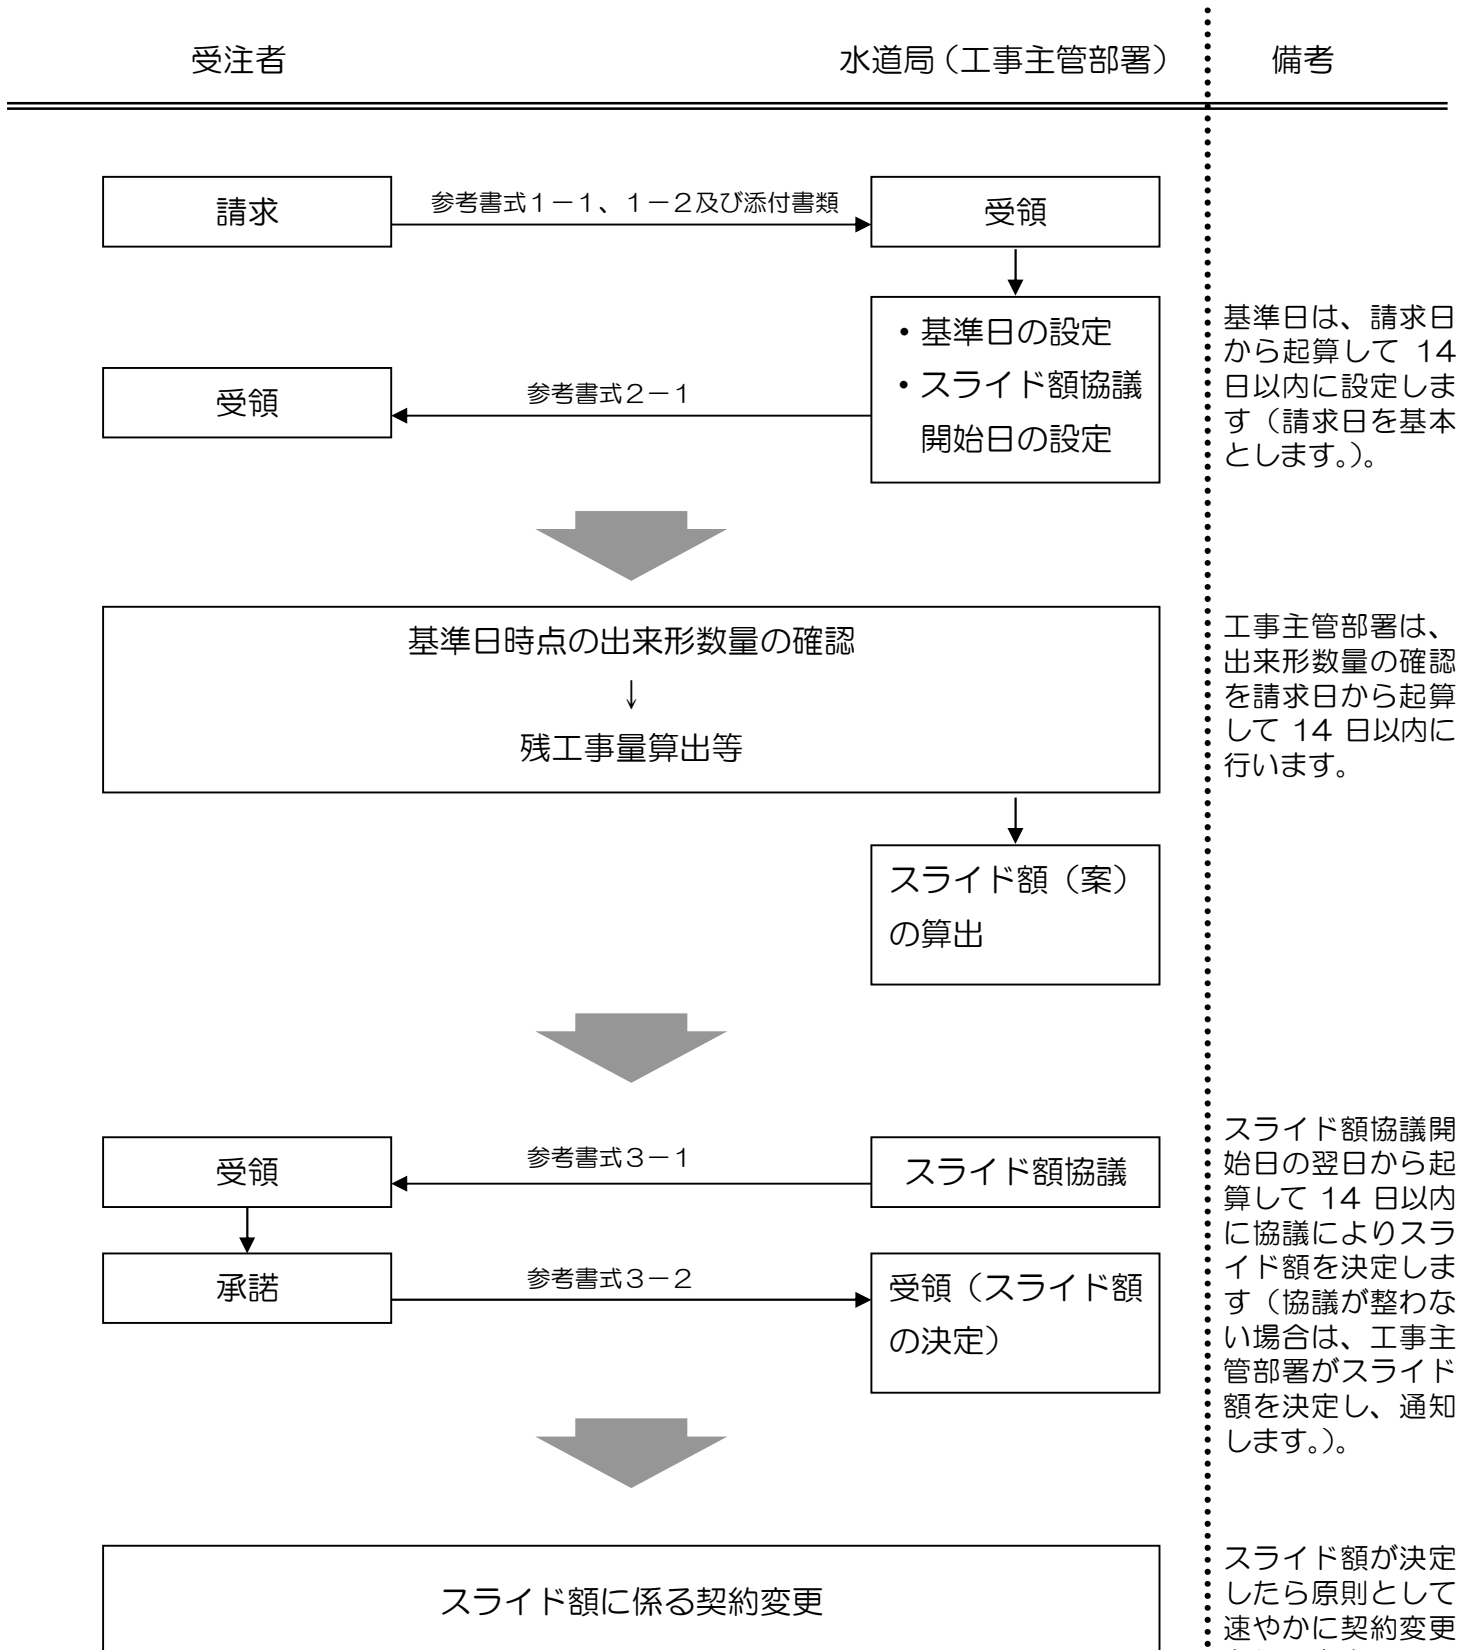 受注者
水道局（工事主管部署）
備考
請求
参考書式１－１、１－２及び添付書類
受領
・基準日の設定
・スライド額協議
開始日の設定
参考書式２－１
受領
基準日は、請求日
から起算して 14
日以内に設定しま
す（請求日を基本
とします。）。
基準日時点の出来形数量の確認
↓
残工事量算出等
工事主管部署は、
出来形数量の確認
を請求日から起算
して 14 日以内に
行います。
スライド額（案）
の算出
受領
参考書式３－１
スライド額協議
承諾
参考書式３－２
受領（スライド額
の決定）
スライド額協議開
始日の翌日から起
算して 14 日以内
に協議によりスラ
イド額を決定しま
す（協議が整わな
い場合は、工事主
管部署がスライド
額を決定し、通知
します。）。
スライド額に係る契約変更
スライド額が決定
したら原則として
速やかに契約変更